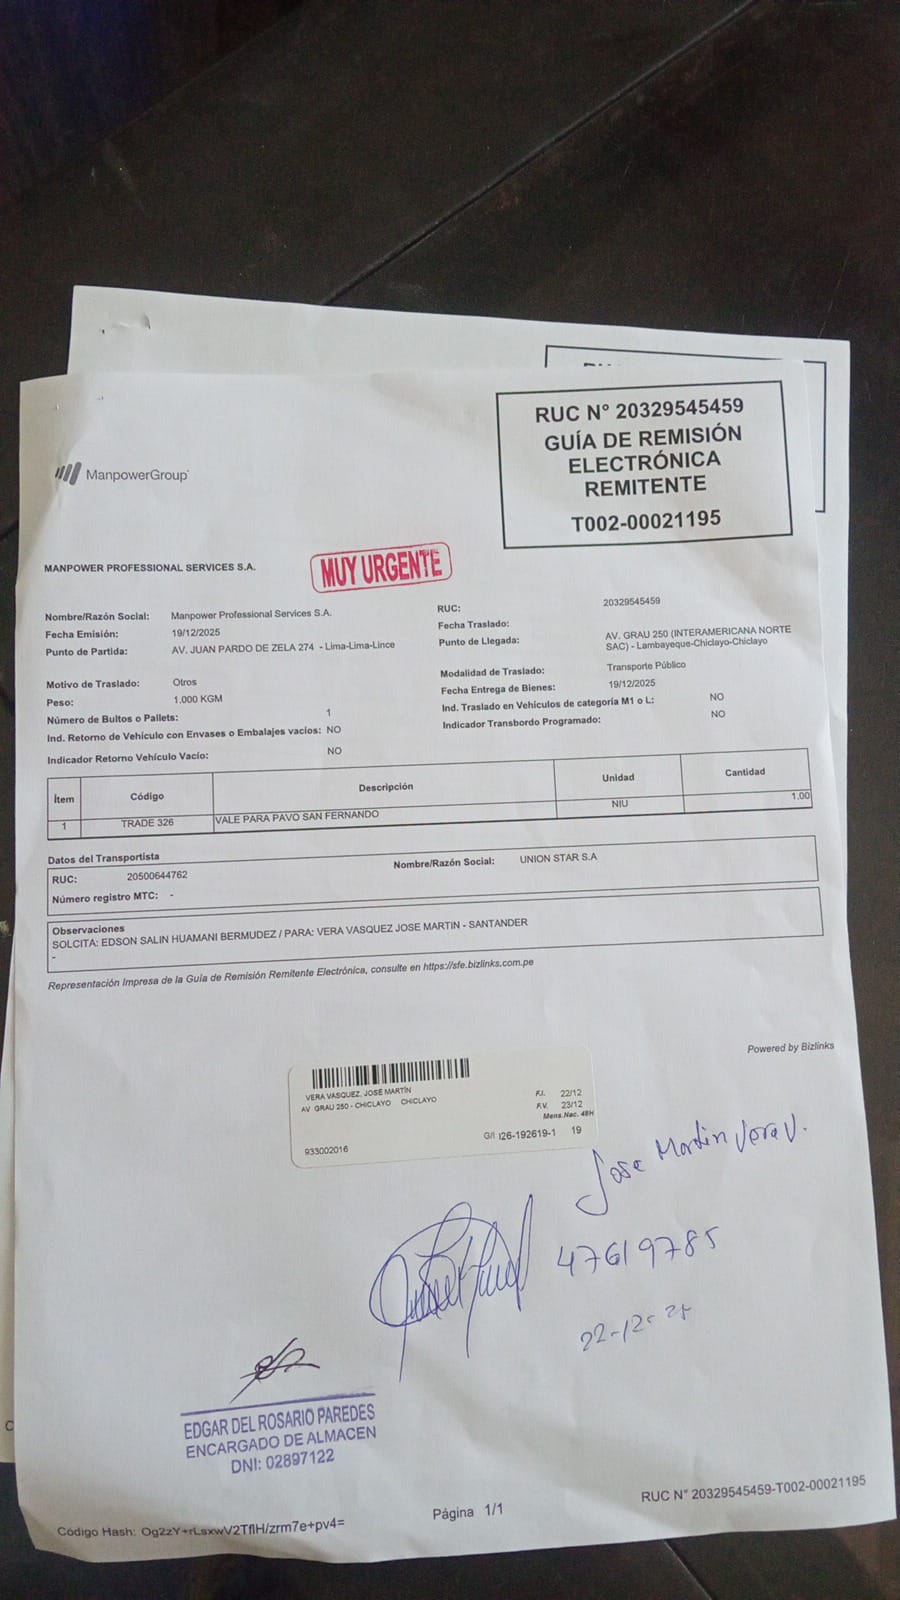 RUC N° 20329545459
GUÍA DE REMISIÓN
ELECTRÓNICA
REMITENTE
T002-00021195
ManpowerGroup
MANPOWER PROFESSIONAL SERVICES S.A.
MUY URGENTE
Nombre/Razón Social: Manpower Professional Services S.A.
RUC: 20329545459
Fecha Emisión: 19/12/2025
Fecha Traslado:
Punto de Partida: AV. JUAN PARDO DE ZELA 274 - Lima-Lima-Lince
Punto de Llegada: AV. GRAU 250 (INTERAMERICANA NORTE
SAC) - Lambayeque-Chiclayo-Chiclayo
Motivo de Traslado: Otros
Modalidad de Traslado: Transporte Público
Peso: 1.000 KGM
Fecha Entrega de Bienes: 19/12/2025
Número de Bultos o Pallets: 1
Ind. Traslado en Vehículos de categoría M1 o L: NO
Ind. Retorno de Vehículo con Envases o Embalajes vacíos: NO
Indicador Transbordo Programado: NO
Indicador Retorno Vehículo Vacío: NO
Ítem Código Descripción Unidad Cantidad
1 TRADE 326 VALE PARA PAVO SAN FERNANDO NIU 1.00
Datos del Transportista
RUC: 20500644762 Nombre/Razón Social: UNION STAR S.A
Número registro MTC: -
Observaciones
SOLCITA: EDSON SALIN HUAMANI BERMUDEZ / PARA: VERA VASQUEZ JOSE MARTIN - SANTANDER
-
Representación Impresa de la Guía de Remisión Remitente Electrónica, consulte en https://sfe.bizlinks.com.pe
Powered by Bizlinks
VERA VASQUEZ, JOSÉ MARTÍN
AV GRAU 250 - CHICLAYO CHICLAYO
F.I. 22/12
F.V. 23/12
Mens.Nac. 48H
G/I I26-192619-1 19
933002016
Jose Martin Vera V.
47619785
22-12-25
EDGAR DEL ROSARIO PAREDES
ENCARGADO DE ALMACEN
DNI: 02897122
Código Hash: Og2zY+rLsxwV2TflH/zrm7e+pv4=
Página 1/1
RUC N° 20329545459-T002-00021195